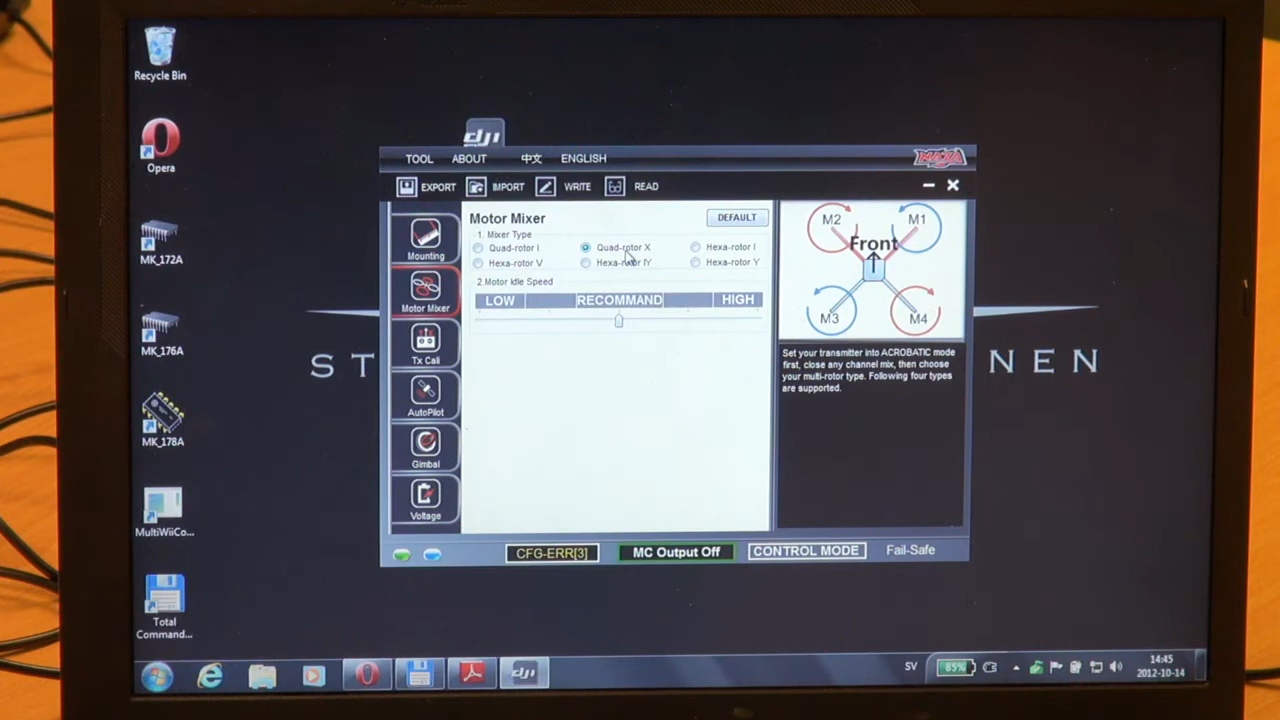 Recycle Bin
Opera
MK_172A
MK_176A
MK_178A
MultiWiiCo...
Total
Command...
dji
TOOL ABOUT 中文 ENGLISH
NAZA
EXPORT IMPORT WRITE READ
Mounting
Motor Mixer
Tx Cali
AutoPilot
Gimbal
Voltage
Motor Mixer
DEFAULT
1. Mixer Type
Quad-rotor I Quad-rotor X Hexa-rotor I
Hexa-rotor V Hexa-rotor IY Hexa-rotor Y
2.Motor Idle Speed
LOW RECOMMAND HIGH
M2 M1
Front
M3 M4
Set your transmitter into ACROBATIC mode
first, close any channel mix, then choose
your multi-rotor type. Following four types
are supported.
CFG-ERR[3] MC Output Off CONTROL MODE Fail-Safe
ST NEN
dji
SV 85% 14:45
2012-10-14